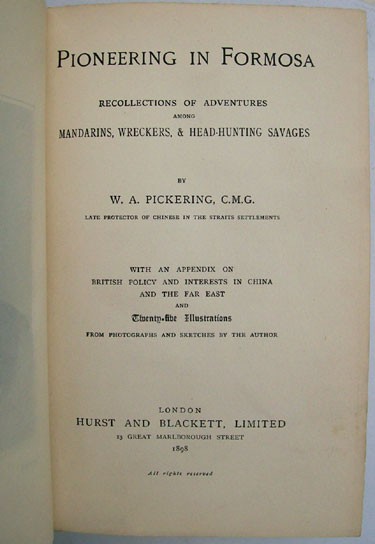 PIONEERING IN FORMOSA
RECOLLECTIONS OF ADVENTURES
AMONG
MANDARINS, WRECKERS, & HEAD-HUNTING SAVAGES
BY
W. A. PICKERING, C.M.G.
LATE PROTECTOR OF CHINESE IN THE STRAITS SETTLEMENTS
WITH AN APPENDIX ON
BRITISH POLICY AND INTERESTS IN CHINA
AND THE FAR EAST
AND
Twenty-five Illustrations
FROM PHOTOGRAPHS AND SKETCHES BY THE AUTHOR
LONDON
HURST AND BLACKETT, LIMITED
13 GREAT MARLBOROUGH STREET
1898
All rights reserved